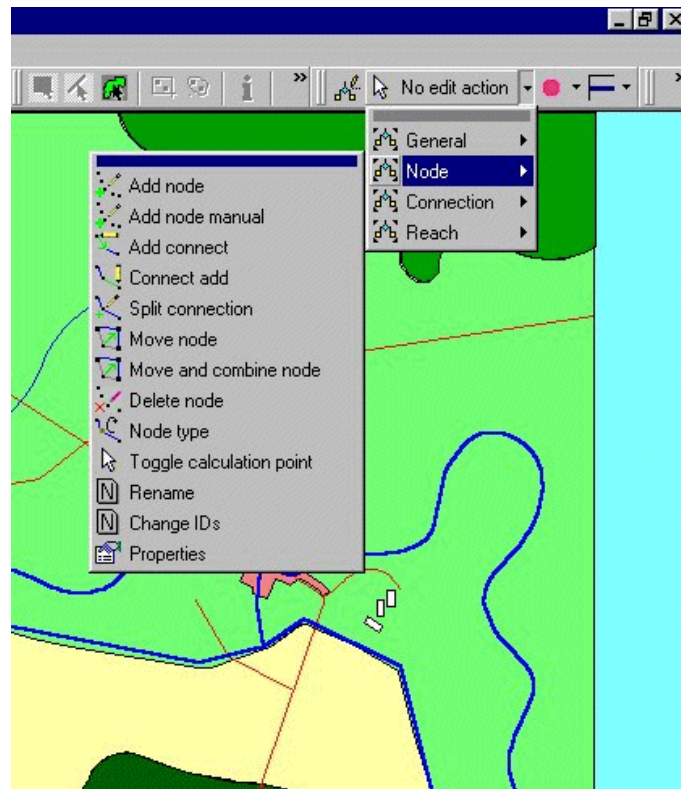 No edit action
General
Node
Connection
Reach
Add node
Add node manual
Add connect
Connect add
Split connection
Move node
Move and combine node
Delete node
Node type
Toggle calculation point
Rename
Change IDs
Properties